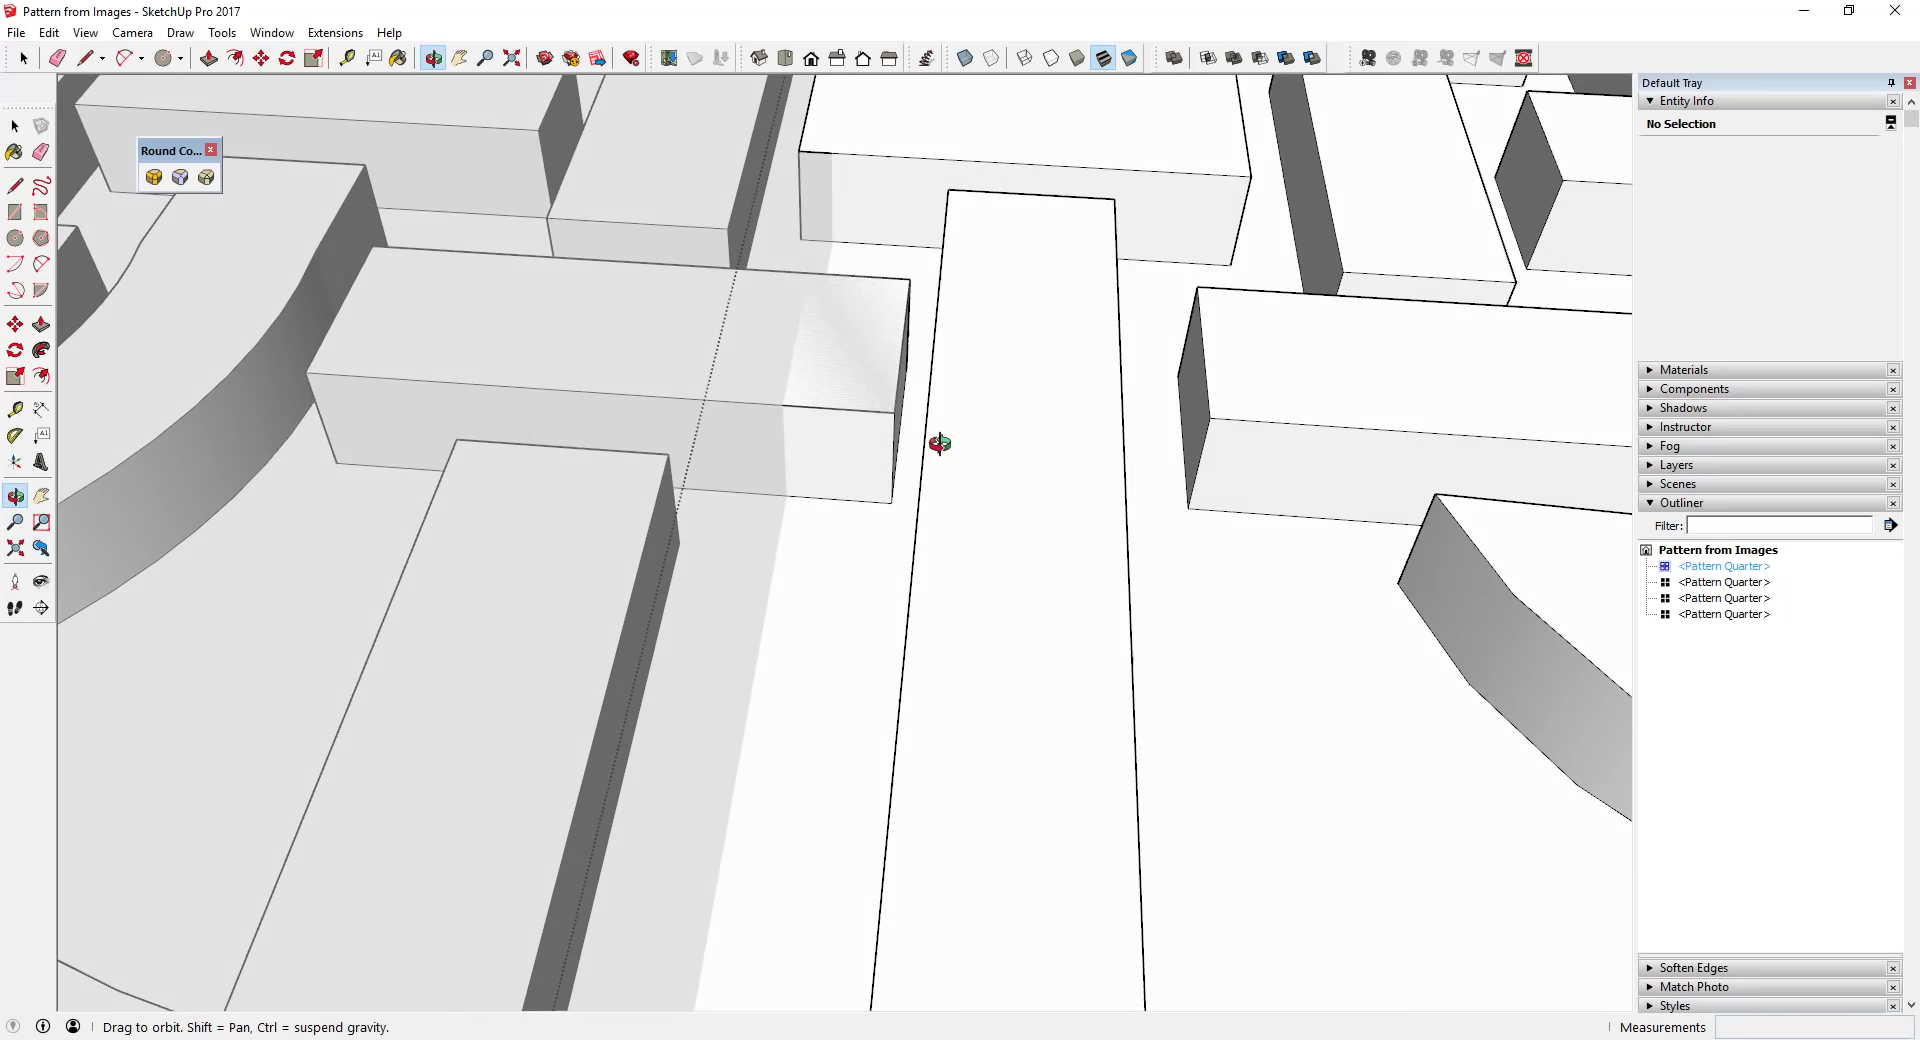 Pattern from Images - SketchUp Pro 2017
File Edit View Camera Draw Tools Window Extensions Help
Default Tray
Entity Info
No Selection
Round Co...
Materials
Components
Shadows
Instructor
Fog
Layers
Scenes
Outliner
Filter:
Pattern from Images
<Pattern Quarter>
<Pattern Quarter>
<Pattern Quarter>
<Pattern Quarter>
Soften Edges
Match Photo
Styles
Drag to orbit. Shift = Pan, Ctrl = suspend gravity.
Measurements